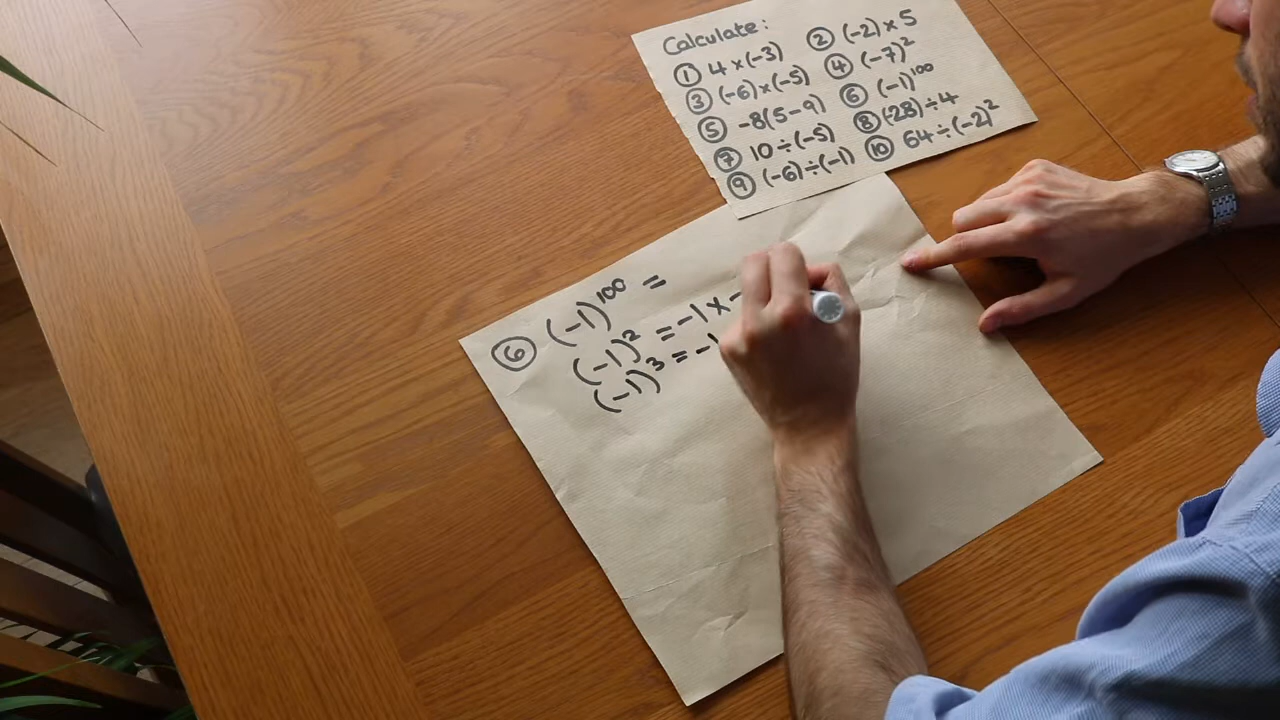 Calculate:
① 4 × (-3) ② (-2) × 5
③ (-6) × (-5) ④ (-7)²
⑤ -8(5-9) ⑥ (-1)¹⁰⁰
⑦ 10 ÷ (-5) ⑧ (-28) ÷ 4
⑨ (-6) ÷ (-1) ⑩ 64 ÷ (-2)²
⑥ (-1)¹⁰⁰ =
(-1)² = -1 × -
(-1)³ = -1